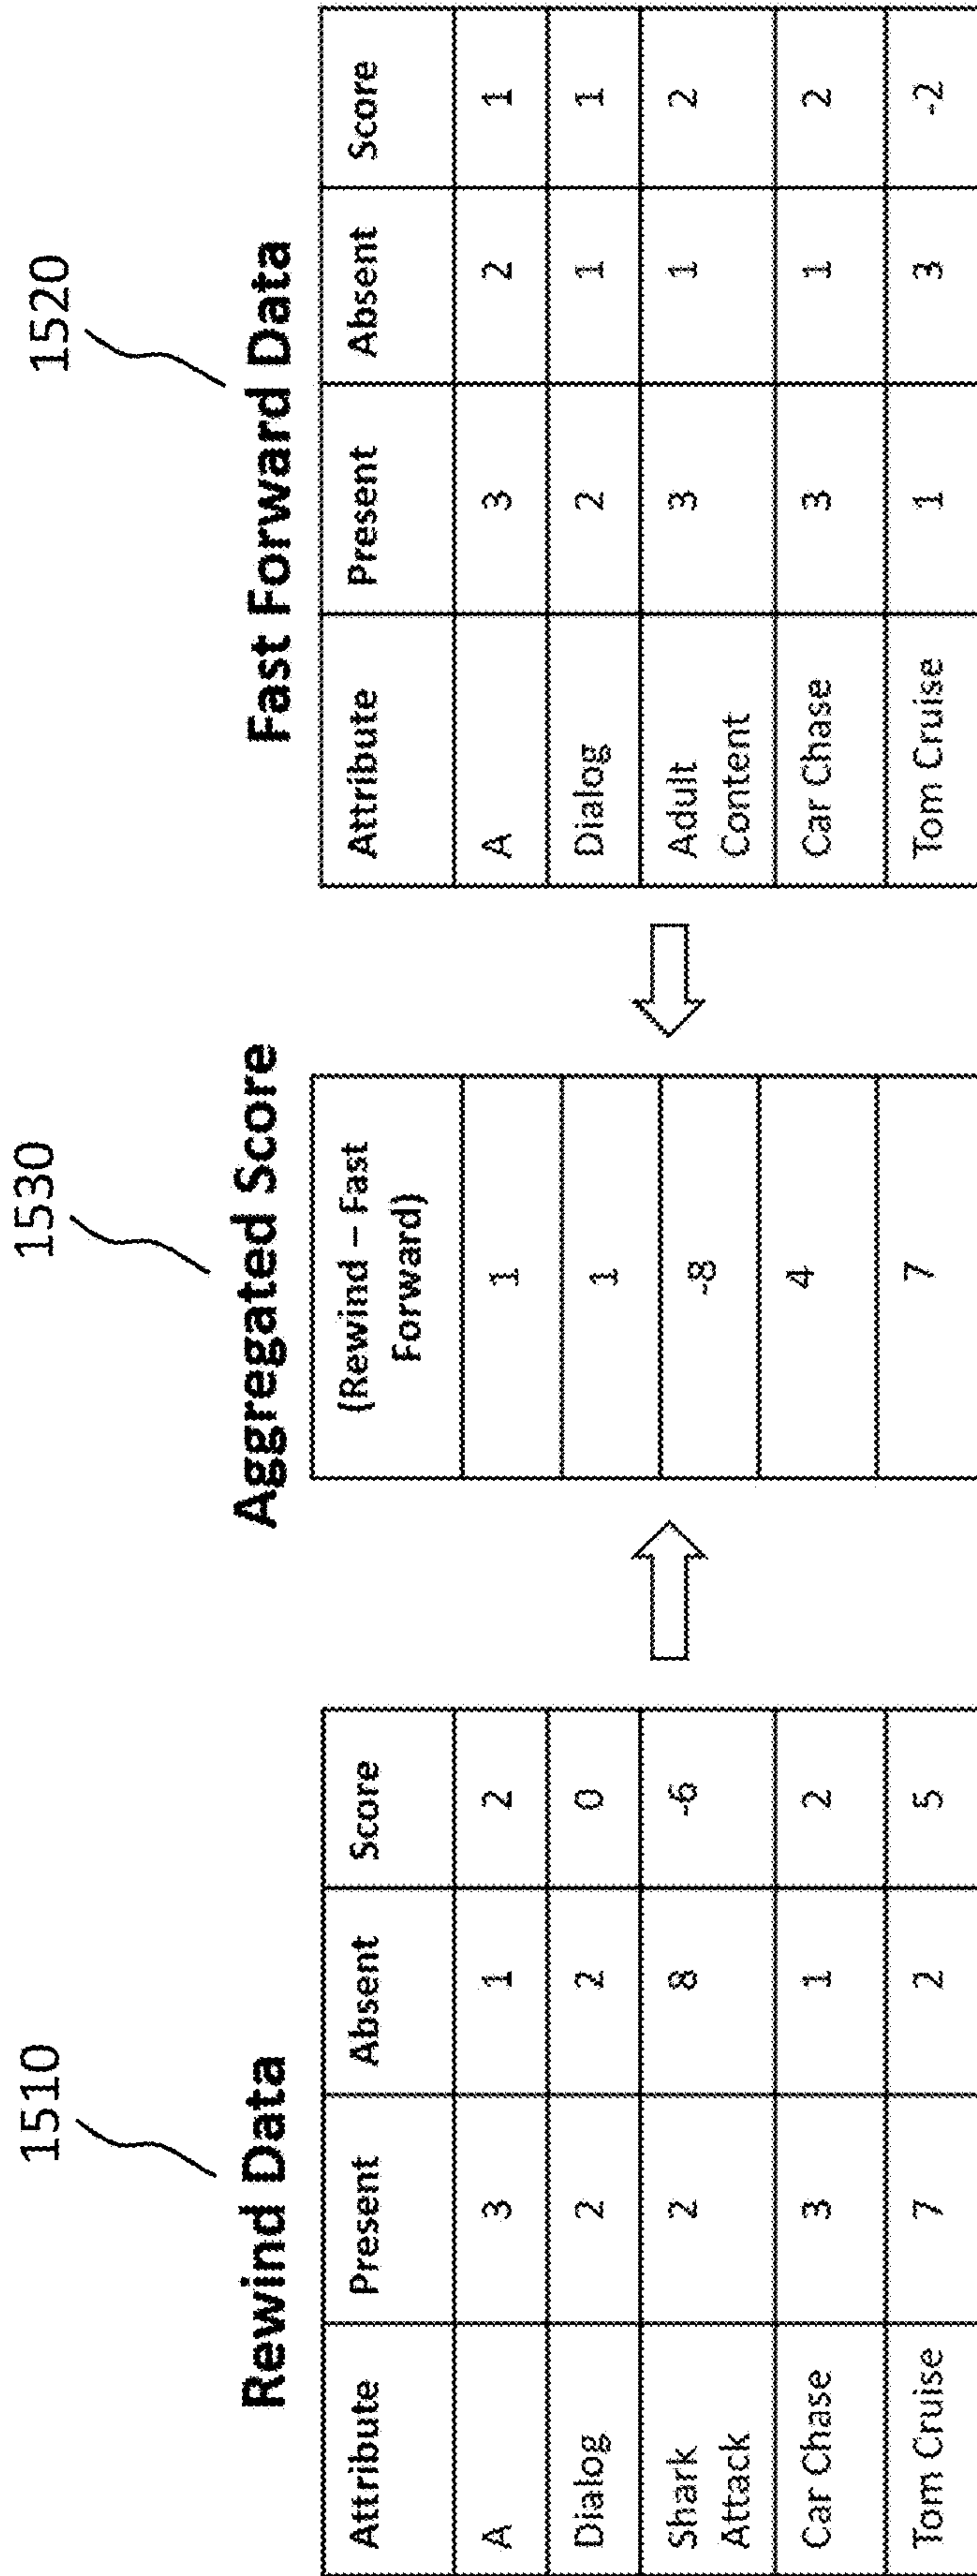 1510
Rewind Data
Attribute Present Absent Score
A 3 1 2
Dialog 2 2 0
Shark
Attack 2 8 -6
Car Chase 3 1 2
Tom Cruise 7 2 5
1530
Aggregated Score
(Rewind – Fast
Forward)
1
1
-8
4
7
1520
Fast Forward Data
Attribute Present Absent Score
A 3 2 1
Dialog 2 1 1
Adult
Content 3 1 2
Car Chase 3 1 2
Tom Cruise 1 3 -2